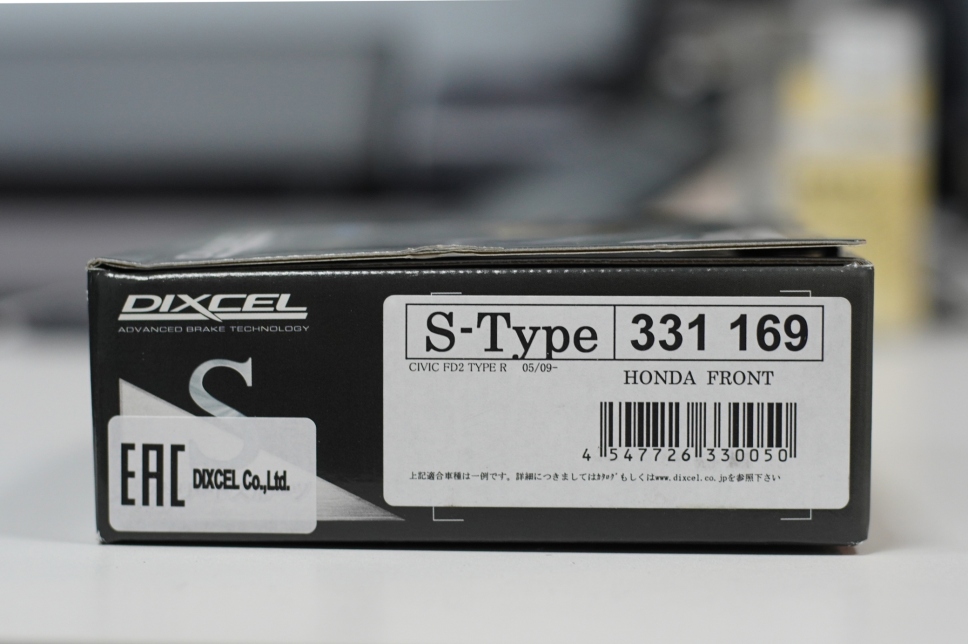 DIXCEL
ADVANCED BRAKE TECHNOLOGY
S
EAC DIXCEL Co.,Ltd.
S-Type 331 169
CIVIC FD2 TYPE R 05/09-
HONDA FRONT
4 547726 330050
上記適合車種は一例です。詳細につきましてはｶﾀﾛｸﾞもしくはwww.dixcel.co.jpを参照下さい